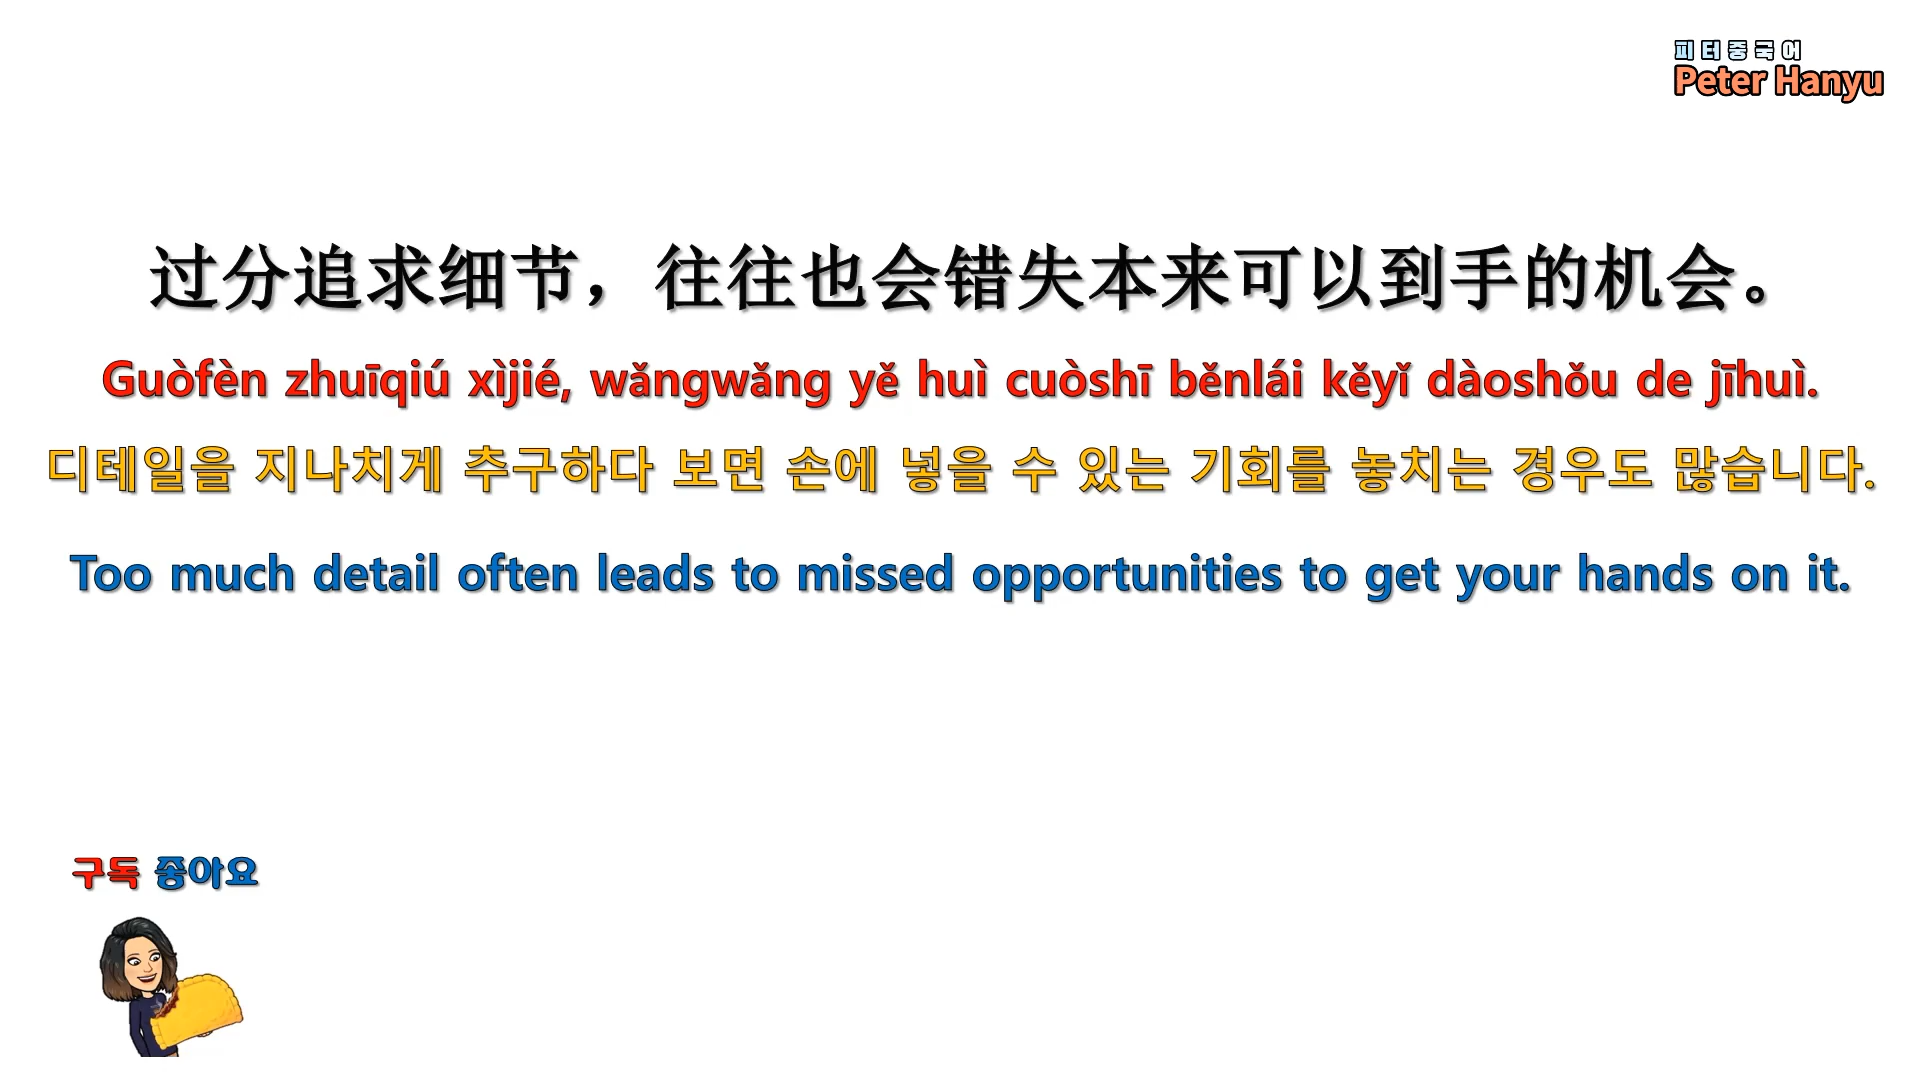 피터중국어
Peter Hanyu
过分追求细节，往往也会错失本来可以到手的机会。
Guòfèn zhuīqiú xìjié, wǎngwǎng yě huì cuòshī běnlái kěyǐ dàoshǒu de jīhuì.
디테일을 지나치게 추구하다 보면 손에 넣을 수 있는 기회를 놓치는 경우도 많습니다.
Too much detail often leads to missed opportunities to get your hands on it.
구독 좋아요